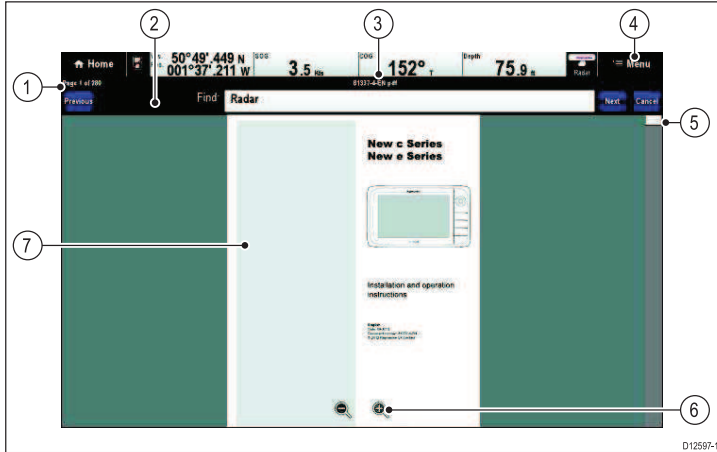 2
3
4
Home
50°49'.449 N
001°37'.211 W
SOG
3.5 Kts
COG
152° T
Depth
75.9 ft
Radar
Menu
1
Page 1 of 280
81337-6-EN.pdf
Previous
Find:
Radar
Next
Cancel
5
New c Series
New e Series
7
Installation and operation
instructions
English
6
D12597-1